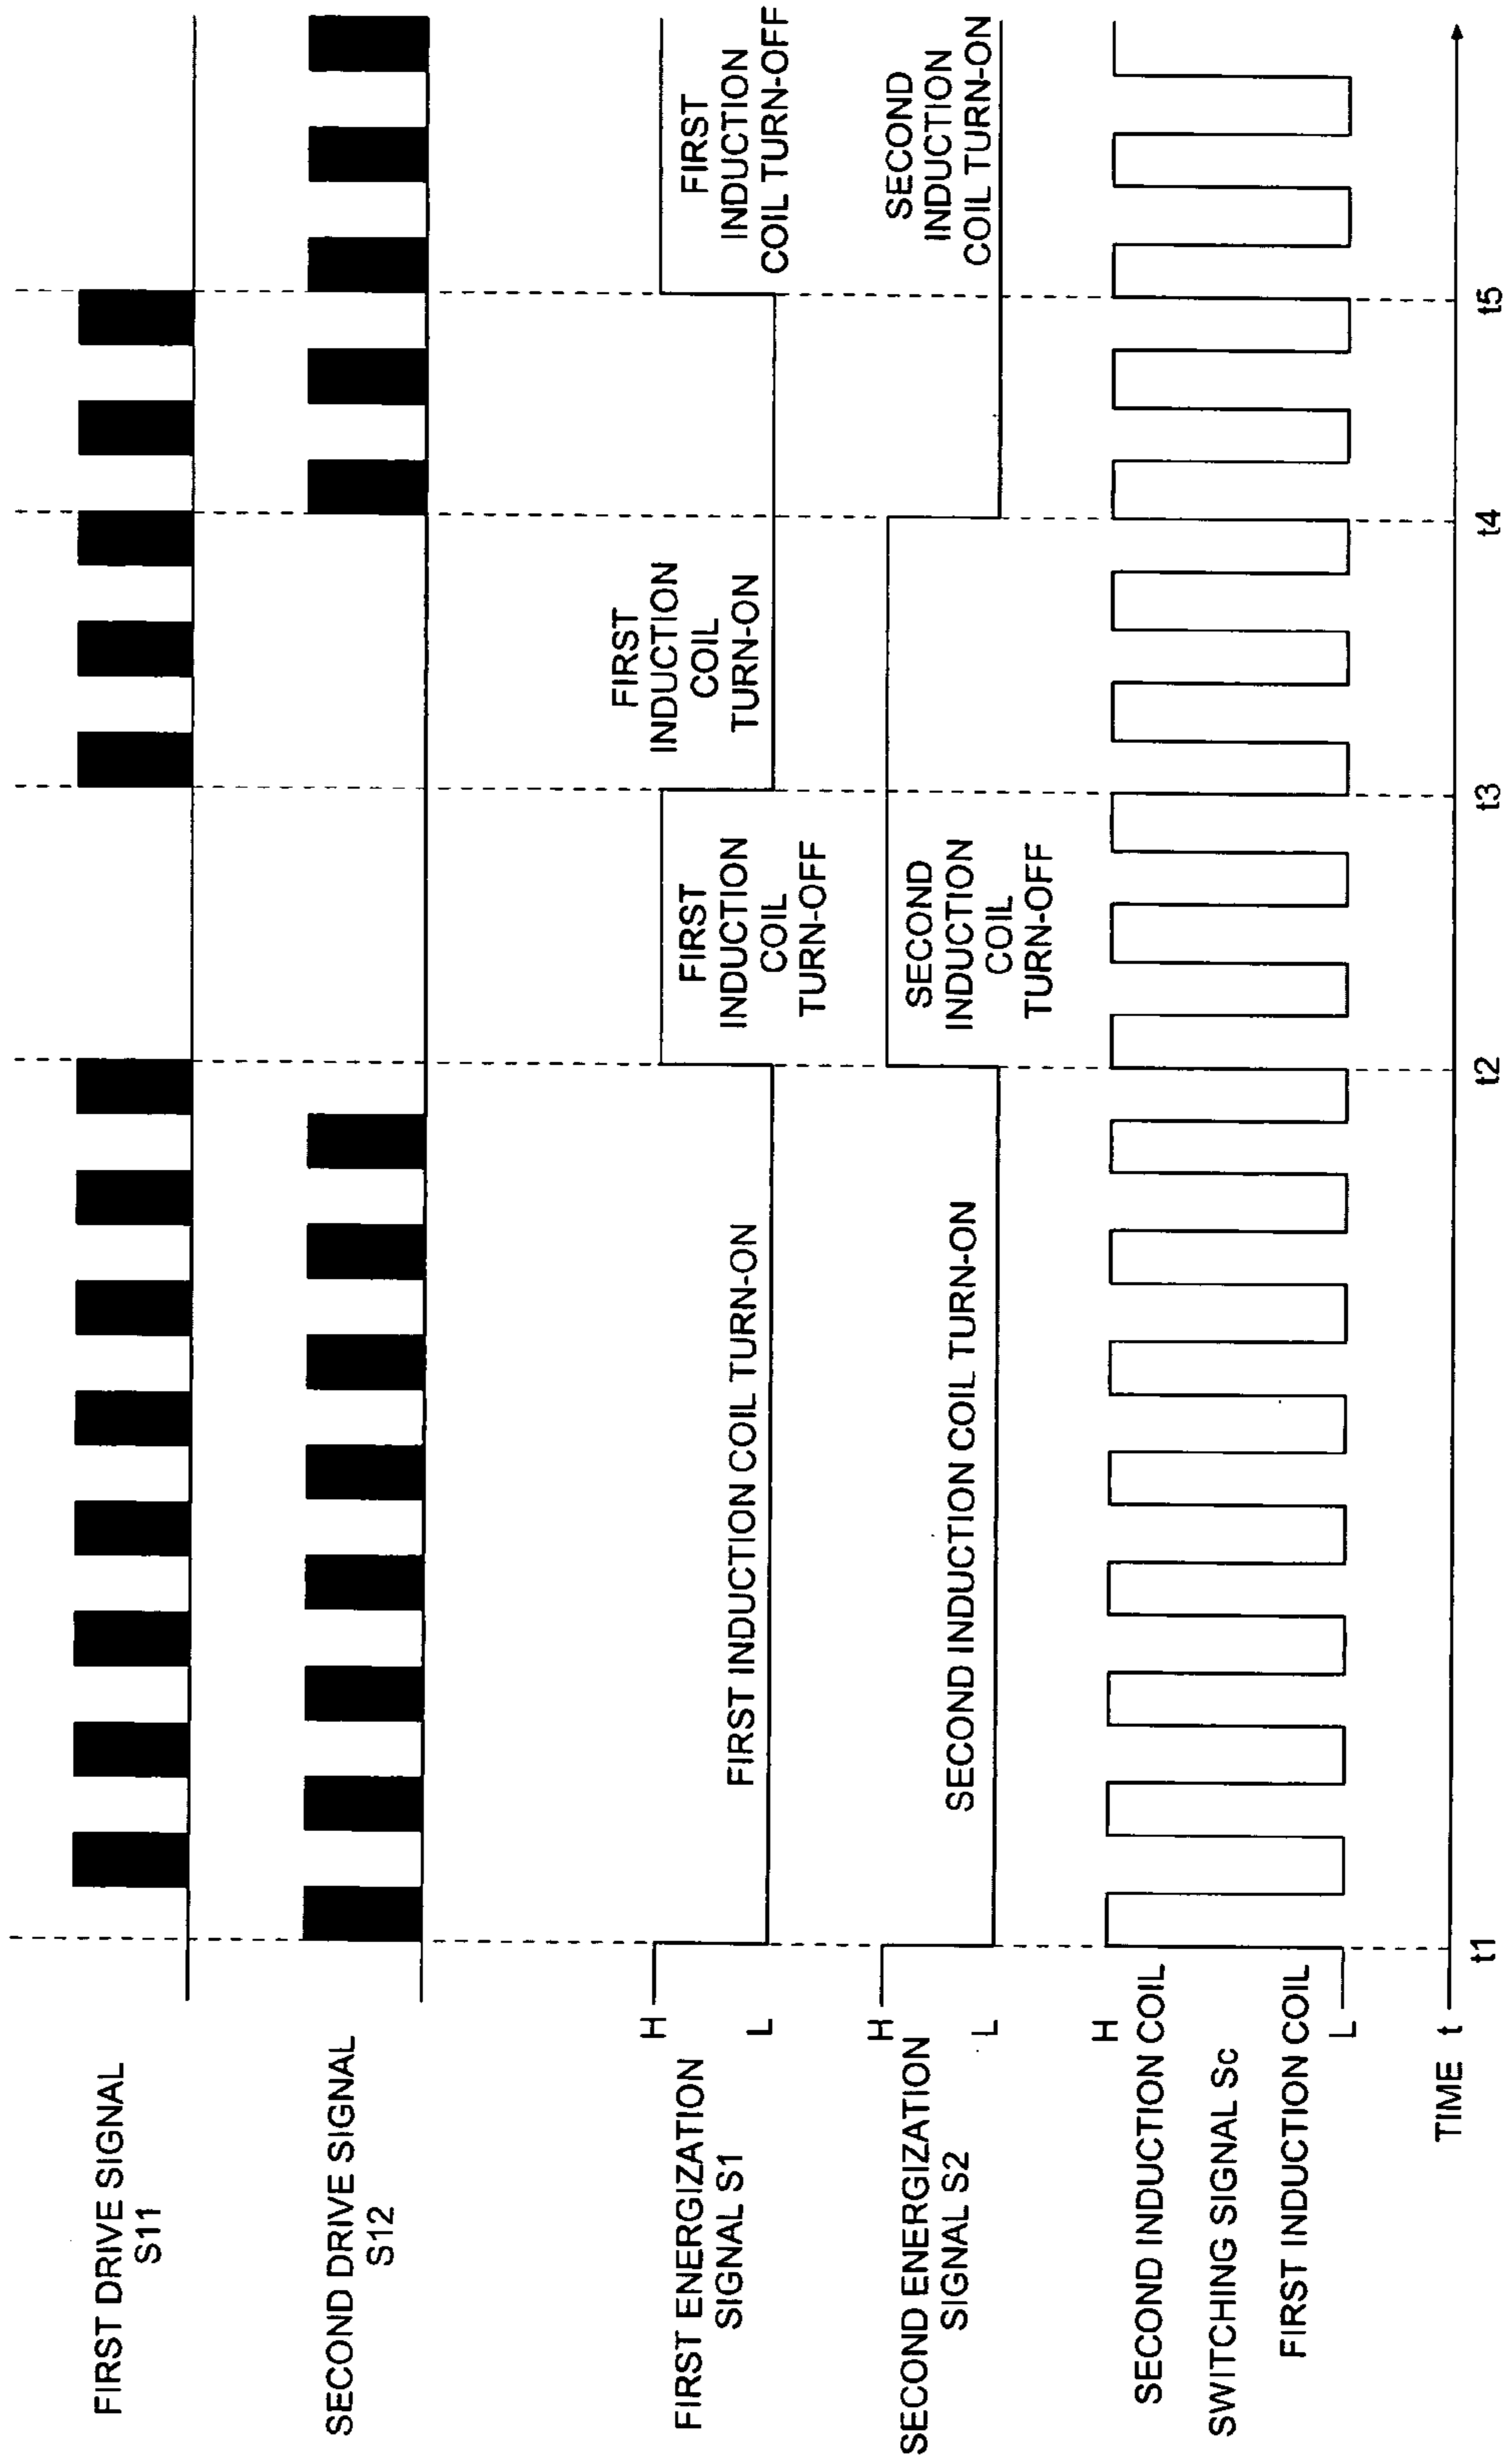 FIRST DRIVE SIGNAL
S11
SECOND DRIVE SIGNAL
S12
FIRST ENERGIZATION
SIGNAL S1
H
L
FIRST INDUCTION COIL TURN-ON
FIRST
INDUCTION
COIL
TURN-OFF
FIRST
INDUCTION
COIL
TURN-ON
FIRST
INDUCTION
COIL TURN-OFF
SECOND ENERGIZATION
SIGNAL S2
H
L
SECOND INDUCTION COIL TURN-ON
SECOND
INDUCTION
COIL
TURN-OFF
SECOND
INDUCTION
COIL TURN-ON
H
SECOND INDUCTION COIL
SWITCHING SIGNAL Sc
FIRST INDUCTION COIL
L
TIME t
t1
t2
t3
t4
t5